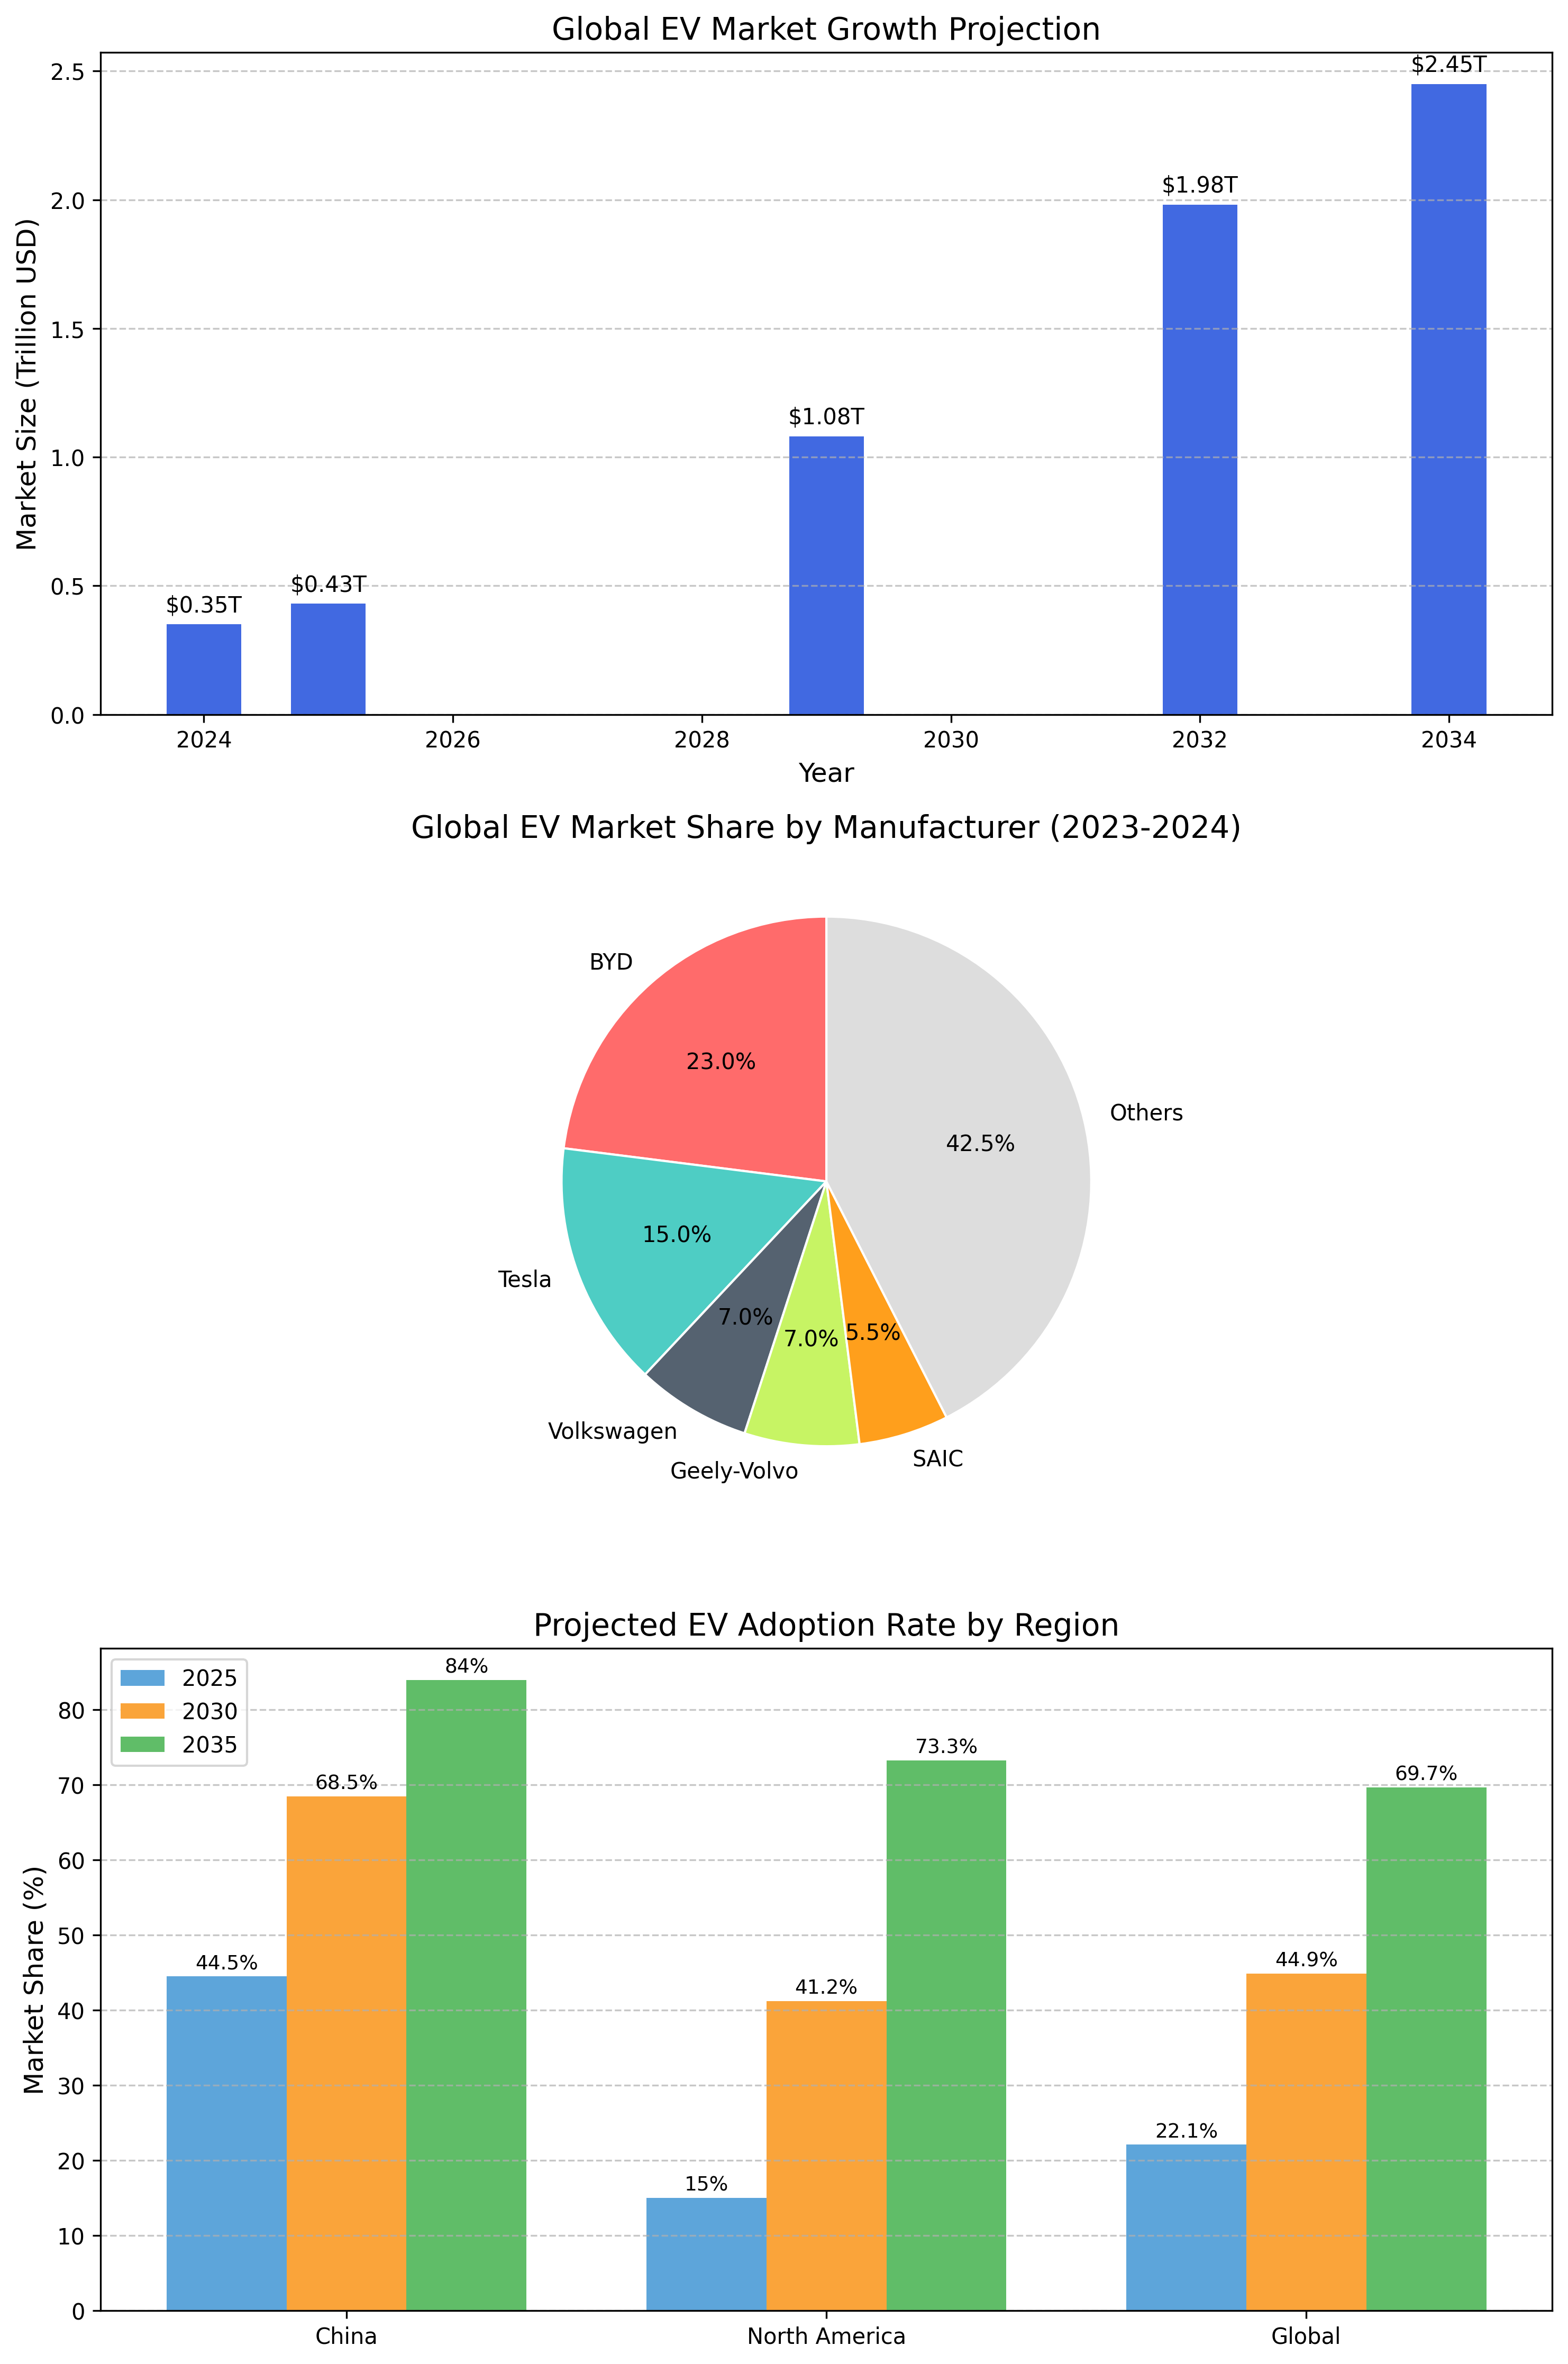 Global EV Market Growth Projection
Market Size (Trillion USD)
2.5
2.0
1.5
1.0
0.5
0.0
$0.35T
$0.43T
$1.08T
$1.98T
$2.45T
2024
2026
2028
2030
2032
2034
Year
Global EV Market Share by Manufacturer (2023-2024)
BYD
23.0%
Tesla
15.0%
Volkswagen
7.0%
Geely-Volvo
7.0%
SAIC
5.5%
Others
42.5%
Projected EV Adoption Rate by Region
Market Share (%)
80
70
60
50
40
30
20
10
0
2025
2030
2035
44.5%
68.5%
84%
15%
41.2%
73.3%
22.1%
44.9%
69.7%
China
North America
Global